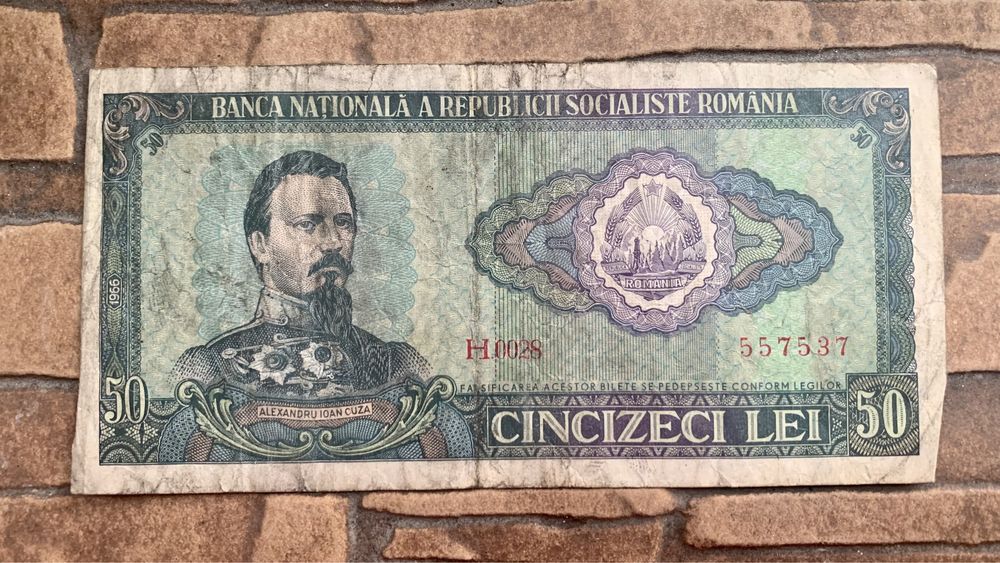 BANCA NAȚIONALĂ A REPUBLICII SOCIALISTE ROMÂNIA
50
50
1966
ROMANIA
H.0028
557537
FALSIFICAREA ACESTOR BILETE SE PEDEPSEȘTE CONFORM LEGILOR
50
ALEXANDRU IOAN CUZA
CINCIZECI LEI
50